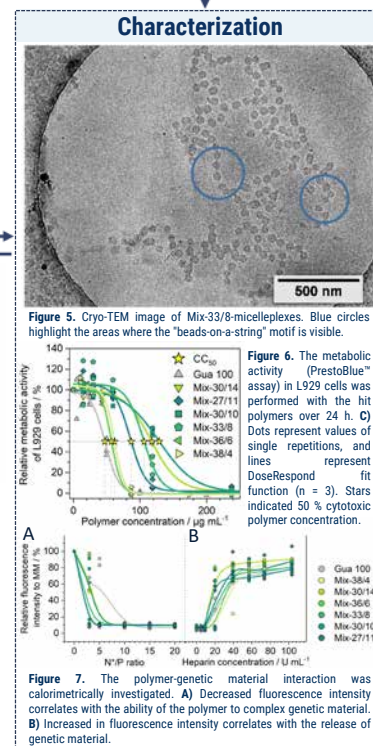 Characterization
500 nm
Figure 5. Cryo-TEM image of Mix-33/8-micelleplexes. Blue circles
highlight the areas where the "beads-on-a-string" motif is visible.
Relative metabolic activity
of L929 cells / %
140
120
100
80
60
40
20
0
CC50
Gua 100
Mix-30/14
Mix-27/11
Mix-30/10
Mix-33/8
Mix-36/6
Mix-38/4
0 50 100 150 200
Polymer concentration / µg mL⁻¹
Figure 6. The metabolic
activity (PrestoBlue™
assay) in L929 cells was
performed with the hit
polymers over 24 h. C)
Dots represent values of
single repetitions, and
lines represent
DoseRespond fit
function (n = 3). Stars
indicated 50 % cytotoxic
polymer concentration.
A
B
Relative fluorescence
intensity to MM / %
100
80
60
40
20
0
0 5 10 15 20
N*/P ratio
0 20 40 60 80 100
Heparin concentration / U mL⁻¹
Gua 100
Mix-38/4
Mix-30/14
Mix-36/6
Mix-33/8
Mix-30/10
Mix-27/11
Figure 7. The polymer-genetic material interaction was
calorimetrically investigated. A) Decreased fluorescence intensity
correlates with the ability of the polymer to complex genetic material.
B) Increased in fluorescence intensity correlates with the release of
genetic material.